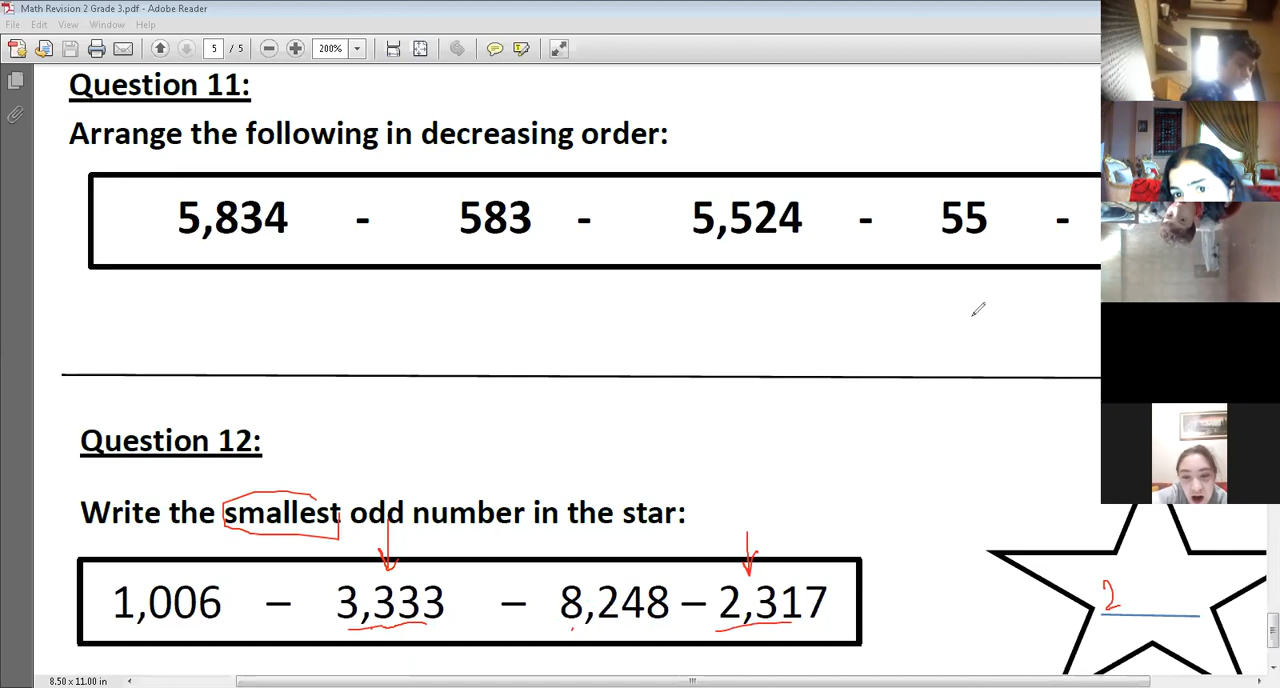 Math Revision 2 Grade 3.pdf - Adobe Reader
File Edit View Window Help
5 / 5 200%
Question 11:
Arrange the following in decreasing order:
5,834 - 583 - 5,524 - 55 -
Question 12:
Write the smallest odd number in the star:
1,006 – 3,333 – 8,248 – 2,317
2
8.50 x 11.00 in